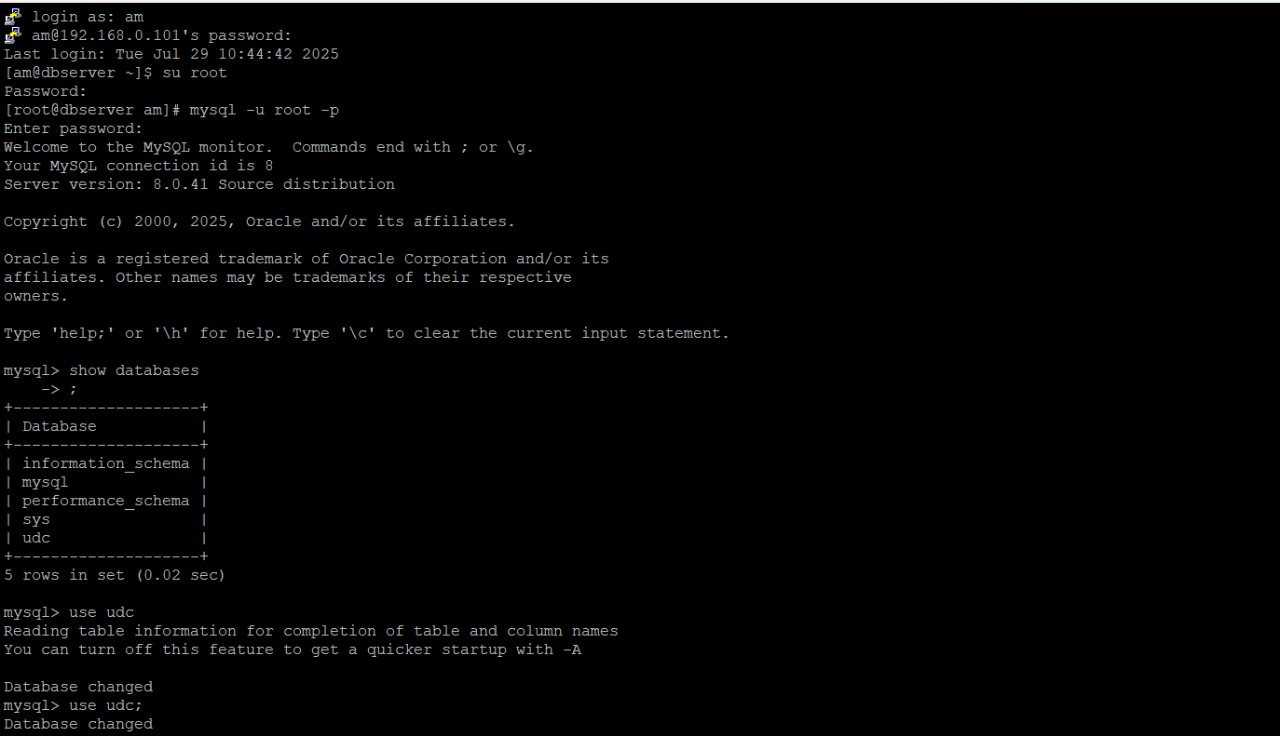 login as: am
am@192.168.0.101's password:
Last login: Tue Jul 29 10:44:42 2025
[am@dbserver ~]$ su root
Password:
[root@dbserver am]# mysql -u root -p
Enter password:
Welcome to the MySQL monitor.  Commands end with ; or \g.
Your MySQL connection id is 8
Server version: 8.0.41 Source distribution

Copyright (c) 2000, 2025, Oracle and/or its affiliates.

Oracle is a registered trademark of Oracle Corporation and/or its
affiliates. Other names may be trademarks of their respective
owners.

Type 'help;' or '\h' for help. Type '\c' to clear the current input statement.

mysql> show databases
    -> ;
+--------------------+
| Database           |
+--------------------+
| information_schema |
| mysql              |
| performance_schema |
| sys                |
| udc                |
+--------------------+
5 rows in set (0.02 sec)

mysql> use udc
Reading table information for completion of table and column names
You can turn off this feature to get a quicker startup with -A

Database changed
mysql> use udc;
Database changed